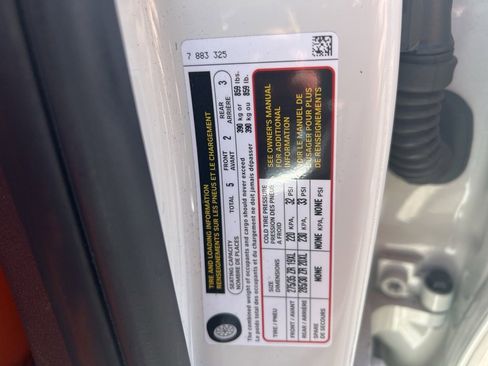 7 883 325
TIRE AND LOADING INFORMATION
RENSEIGNEMENTS SUR LES PNEUS ET LE CHARGEMENT
SEATING CAPACITY TOTAL 5 FRONT 2 REAR 3
NOMBRE DE PLACES AVANT ARRIÈRE
The combined weight of occupants and cargo should never exceed 390 kg or 859 lbs.
Le poids total des occupants et du chargement ne doit jamais dépasser 390 kg ou 859 lb.
TIRE / PNEU SIZE COLD TIRE PRESSURE
DIMENSIONS PRESSION DES PNEUS
A FROID
FRONT / AVANT 275/35 ZR 19XL 220 KPA, 32 PSI
REAR / ARRIÈRE 285/30 ZR 20XL 230 KPA, 33 PSI
SPARE NONE NONE KPA, NONE PSI
DE SECOURS
SEE OWNER'S MANUAL
FOR ADDITIONAL
INFORMATION
VOIR LE MANUEL DE
L'USAGER POUR PLUS
DE RENSEIGNEMENTS